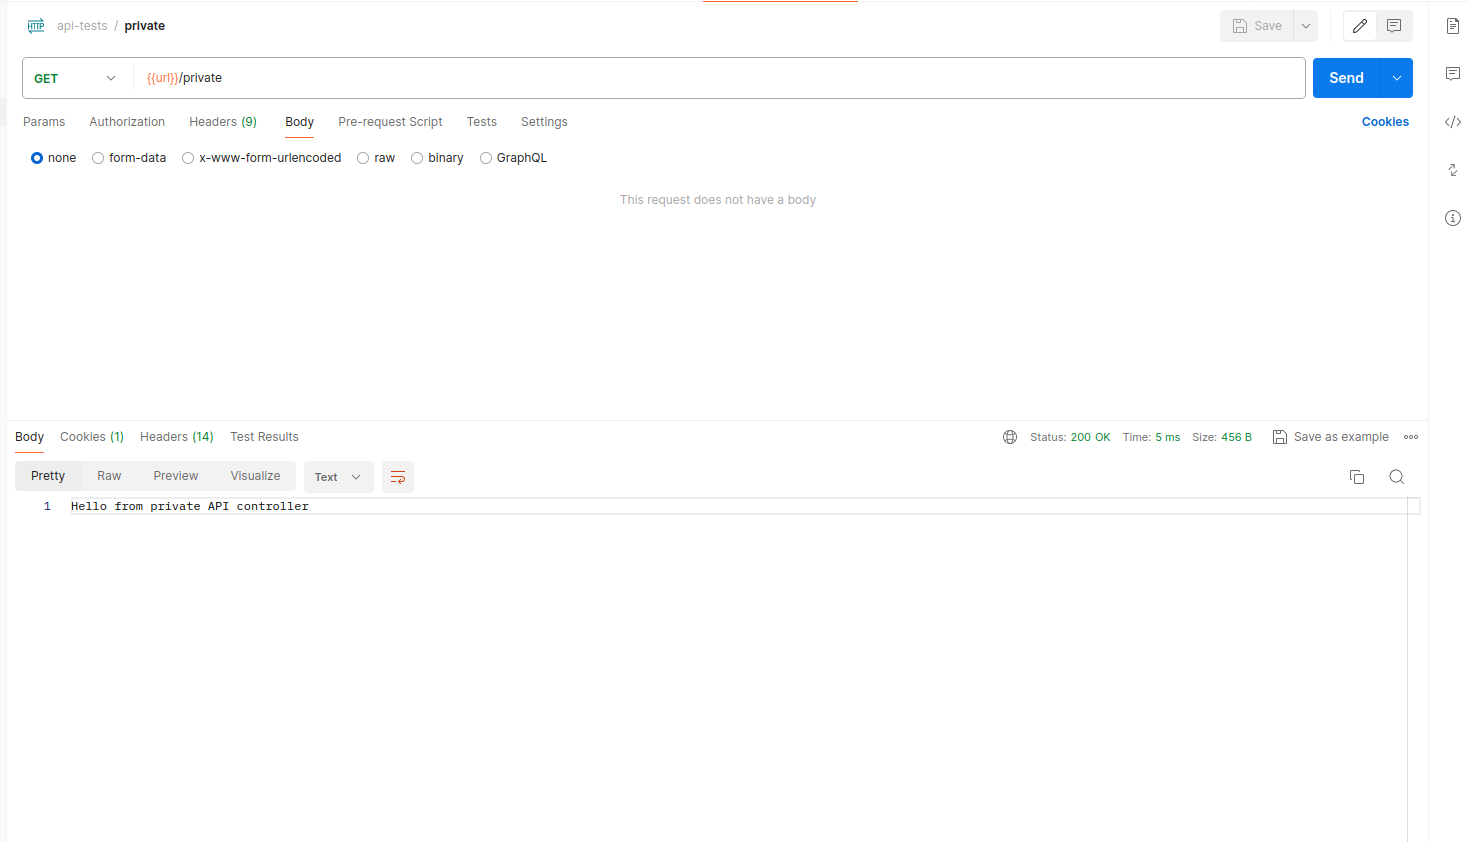 HTTP api-tests / private
Save
GET {{url}}/private
Send
Params Authorization Headers (9) Body Pre-request Script Tests Settings
Cookies
none form-data x-www-form-urlencoded raw binary GraphQL
This request does not have a body
Body Cookies (1) Headers (14) Test Results
Status: 200 OK Time: 5 ms Size: 456 B Save as example
Pretty Raw Preview Visualize Text
1 Hello from private API controller